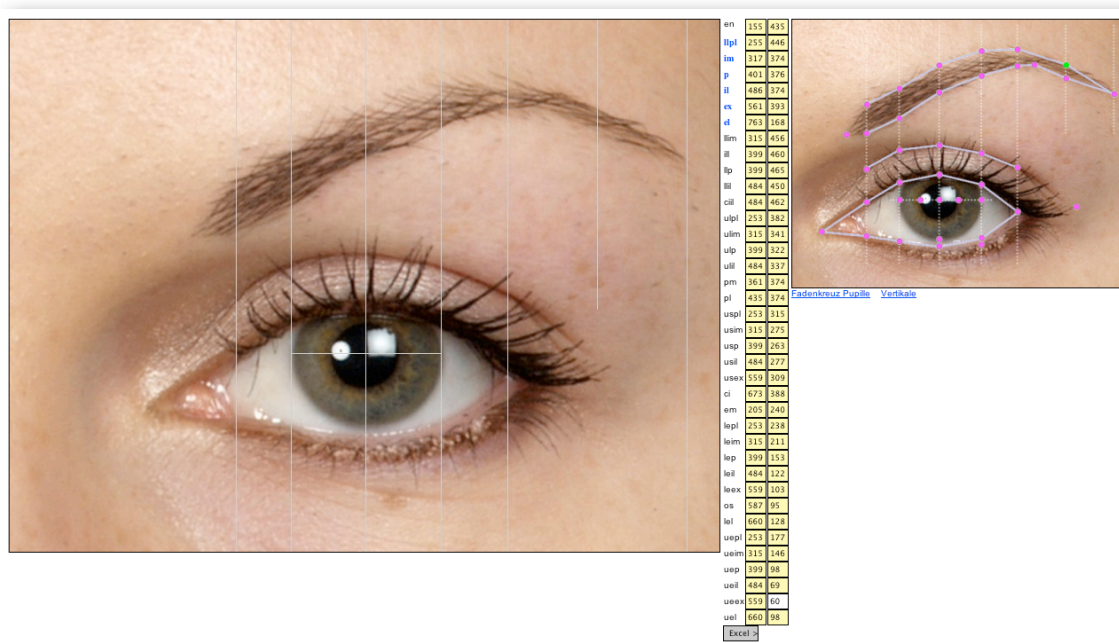 en 155 435
llpl 255 446
im 317 374
p 401 376
il 486 374
ex 561 393
el 763 168
llim 315 456
ill 399 460
llp 399 465
llil 484 450
ciil 484 462
ulpl 253 382
ulim 315 341
ulp 399 322
ulil 484 337
pm 361 374
pl 435 374
uspl 253 315
usim 315 275
usp 399 263
usil 484 277
usex 559 309
ci 673 388
em 205 240
lepl 253 238
leim 315 211
lep 399 153
leil 484 122
leex 559 103
os 587 95
lel 660 128
uepl 253 177
ueim 315 146
uep 399 98
ueil 484 69
ueex 559 60
uel 660 98
Excel >
Fadenkreuz Pupille Vertikale